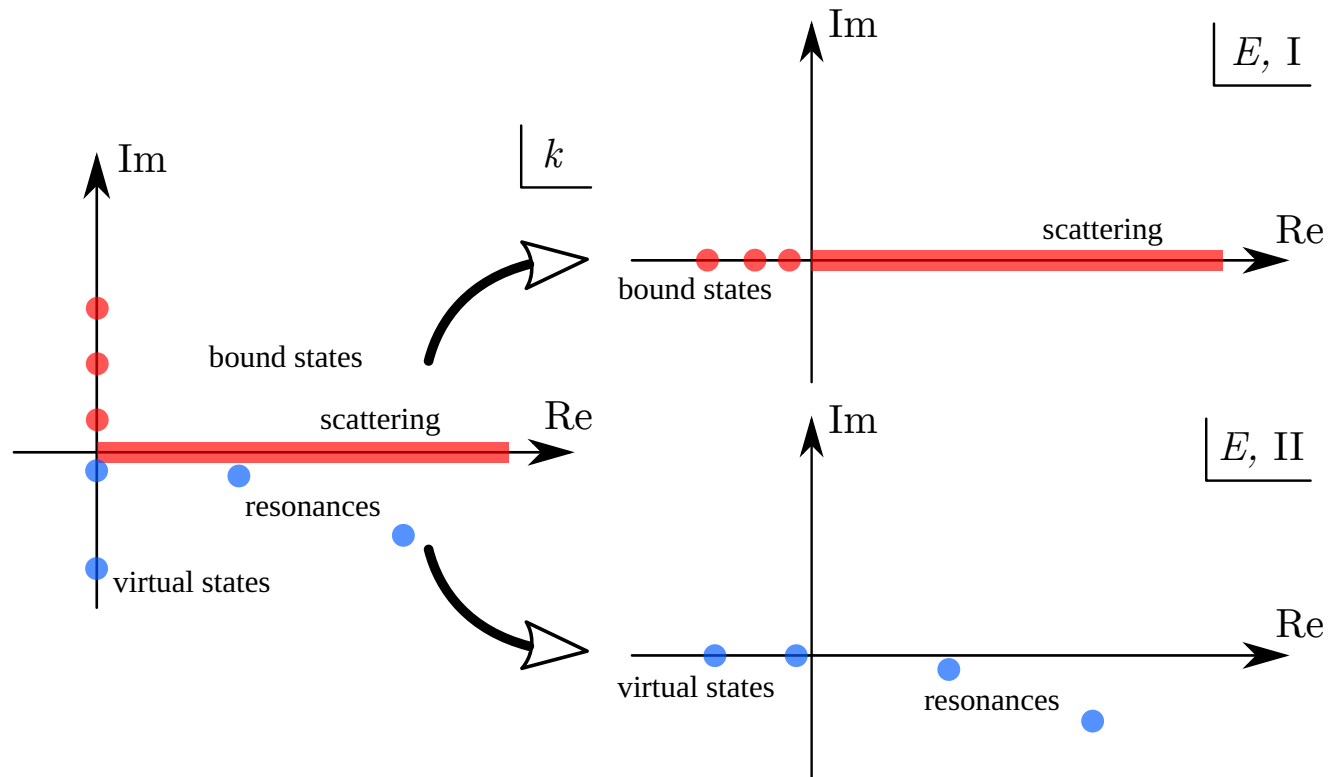 Im
k
bound states
scattering
Re
resonances
virtual states
Im
E, I
scattering
Re
bound states
Im
E, II
Re
virtual states
resonances